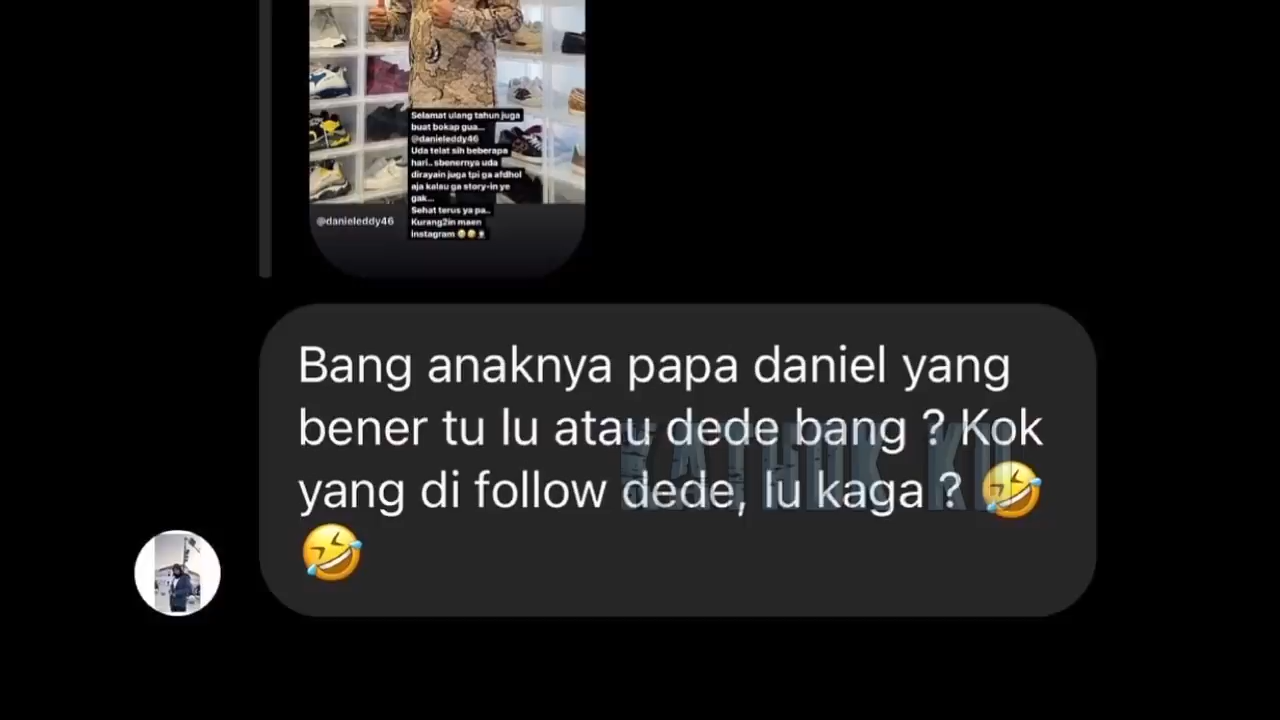 Selamat ulang tahun juga
buat bokap gua...
@danieleddy46
Uda telat sih beberapa
hari.. sbenernya uda
dirayain juga tpi ga afdhol
aja kalau ga story-in ye
gak...
Sehat terus ya pa..
Kurang2in maen
instagram 🤣🤣
@danieleddy46
Bang anaknya papa daniel yang
bener tu lu atau dede bang ? Kok
yang di follow dede, lu kaga ? 🤣
🤣
KATHUK KU